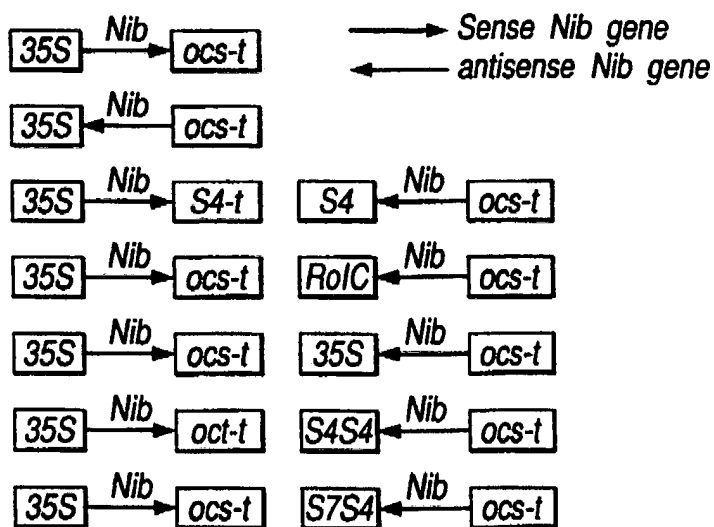 35S Nib ocs-t → Sense Nib gene
← antisense Nib gene
35S Nib ocs-t
35S Nib S4-t S4 Nib ocs-t
35S Nib ocs-t RolC Nib ocs-t
35S Nib ocs-t 35S Nib ocs-t
35S Nib oct-t S4S4 Nib ocs-t
35S Nib ocs-t S7S4 Nib ocs-t